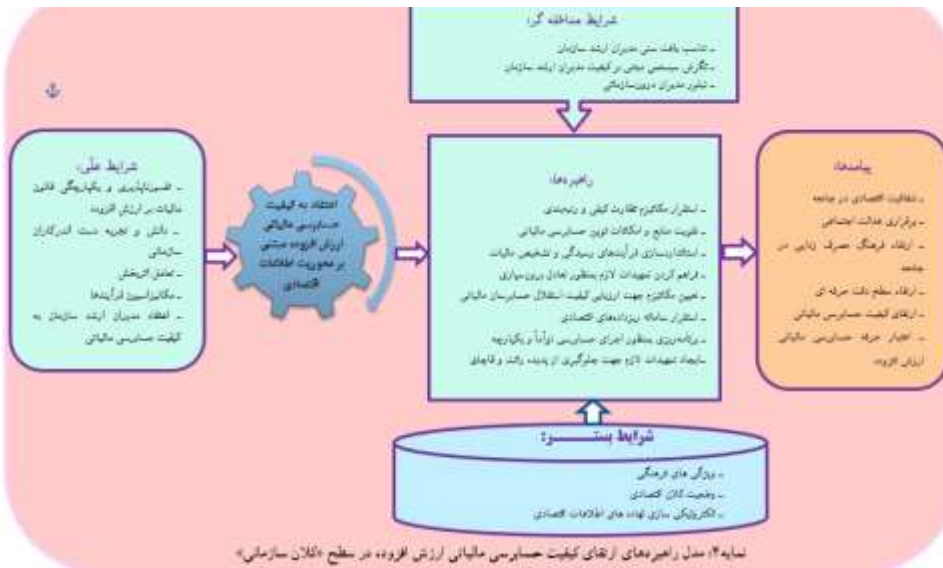 شرایط مداخله گر:
ـ تناسب بافت سنی مدیران ارشد سازمان
ـ نگرش سیستمی مبتنی بر کیفیت مدیران ارشد سازمان
ـ تبلور مدیران درون‌سازمانی
شرایط علّی:
ـ تفسیرناپذیری و یکپارچگی قانون
مالیات بر ارزش افزوده
ـ دانش و تجربه دست اندرکاران
سازمانی
ـ تعامل اثربخش
ـ مکانیزاسیون فرآیندها
ـ اعتقاد مدیران ارشد سازمان به
کیفیت حسابرسی مالیاتی
اعتقاد به کیفیت
حسابرسی مالیاتی
ارزش افزوده مبتنی
بر محوریت اطلاعات
اقتصادی
راهبردها:
ـ استقرار مکانیزم نظارت کیفی و رتبه‌بندی
ـ تقویت منابع و امکانات نوین حسابرسی مالیاتی
ـ استانداردسازی فرآیندهای رسیدگی و تشخیص مالیات
ـ فراهم کردن تمهیدات لازم بمنظور تعادل برون‌سپاری
ـ تعیین مکانیزم جهت ارزیابی کیفیت استقلال حسابرسان مالیاتی
ـ استقرار سامانه ریزداده‌های اقتصادی
ـ برنامه‌ریزی بمنظور اجرای حسابرسی توأماً و یکپارچه
ـ ایجاد تمهیدات لازم جهت جلوگیری از پدیده رانت و قاچاق
پیامدها:
ـ شفافیت اقتصادی در جامعه
ـ برقراری عدالت اجتماعی
ـ ارتقاء فرهنگ مصرف زدایی در
جامعه
ـ ارتقاء سطح دقت حرفه ای
ـ ارتقای کیفیت حسابرسی مالیاتی
ـ اعتبار حرفه حسابرسی مالیاتی
ارزش افزوده
شرایط بستر:
ـ ویژگی های فرهنگی
ـ وضعیت کلان اقتصادی
ـ الکترونیکی سازی نهاده های اطلاعات اقتصادی
نمایه۴: مدل راهبردهای ارتقای کیفیت حسابرسی مالیاتی ارزش افزوده در سطح «کلان سازمانی»